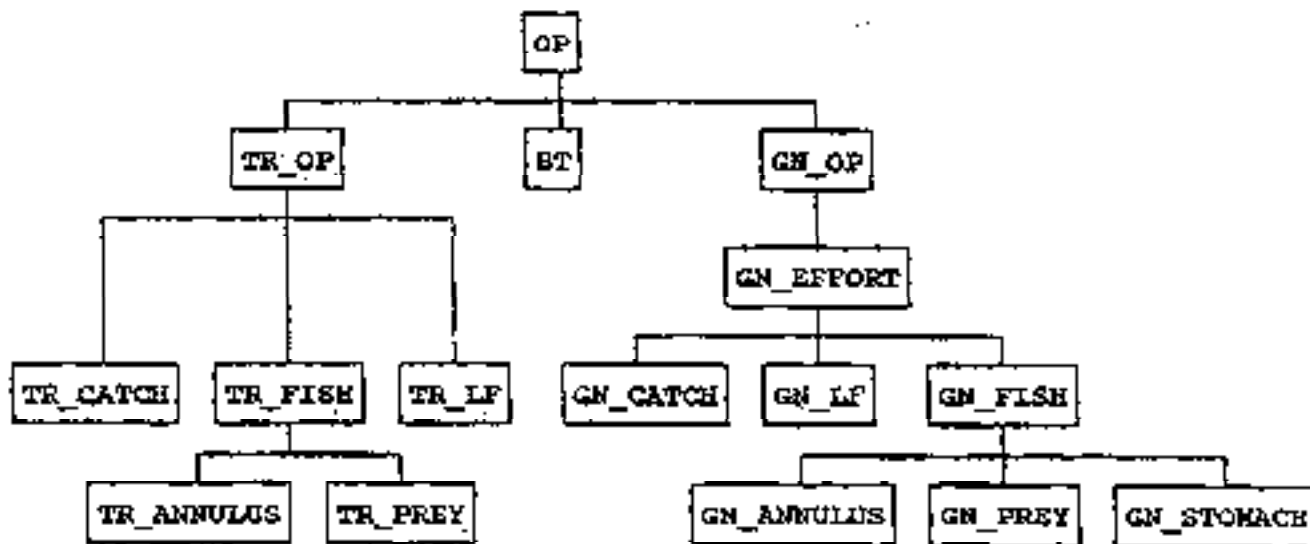 OP
TR_OP BT GN_OP
GN_EFFORT
TR_CATCH TR_FISH TR_LF GN_CATCH GN_LF GN_FISH
TR_ANNULUS TR_PREY GN_ANNULUS GN_PREY GN_STOMACH